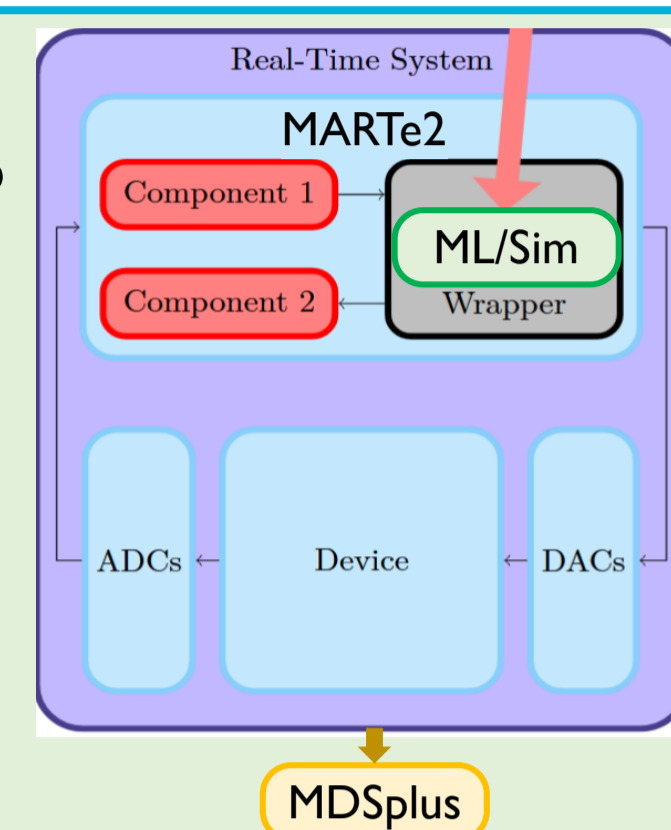 Real-Time System
MARTe2
Component 1
ML/Sim
Component 2
Wrapper
ADCs
Device
DACs
MDSplus